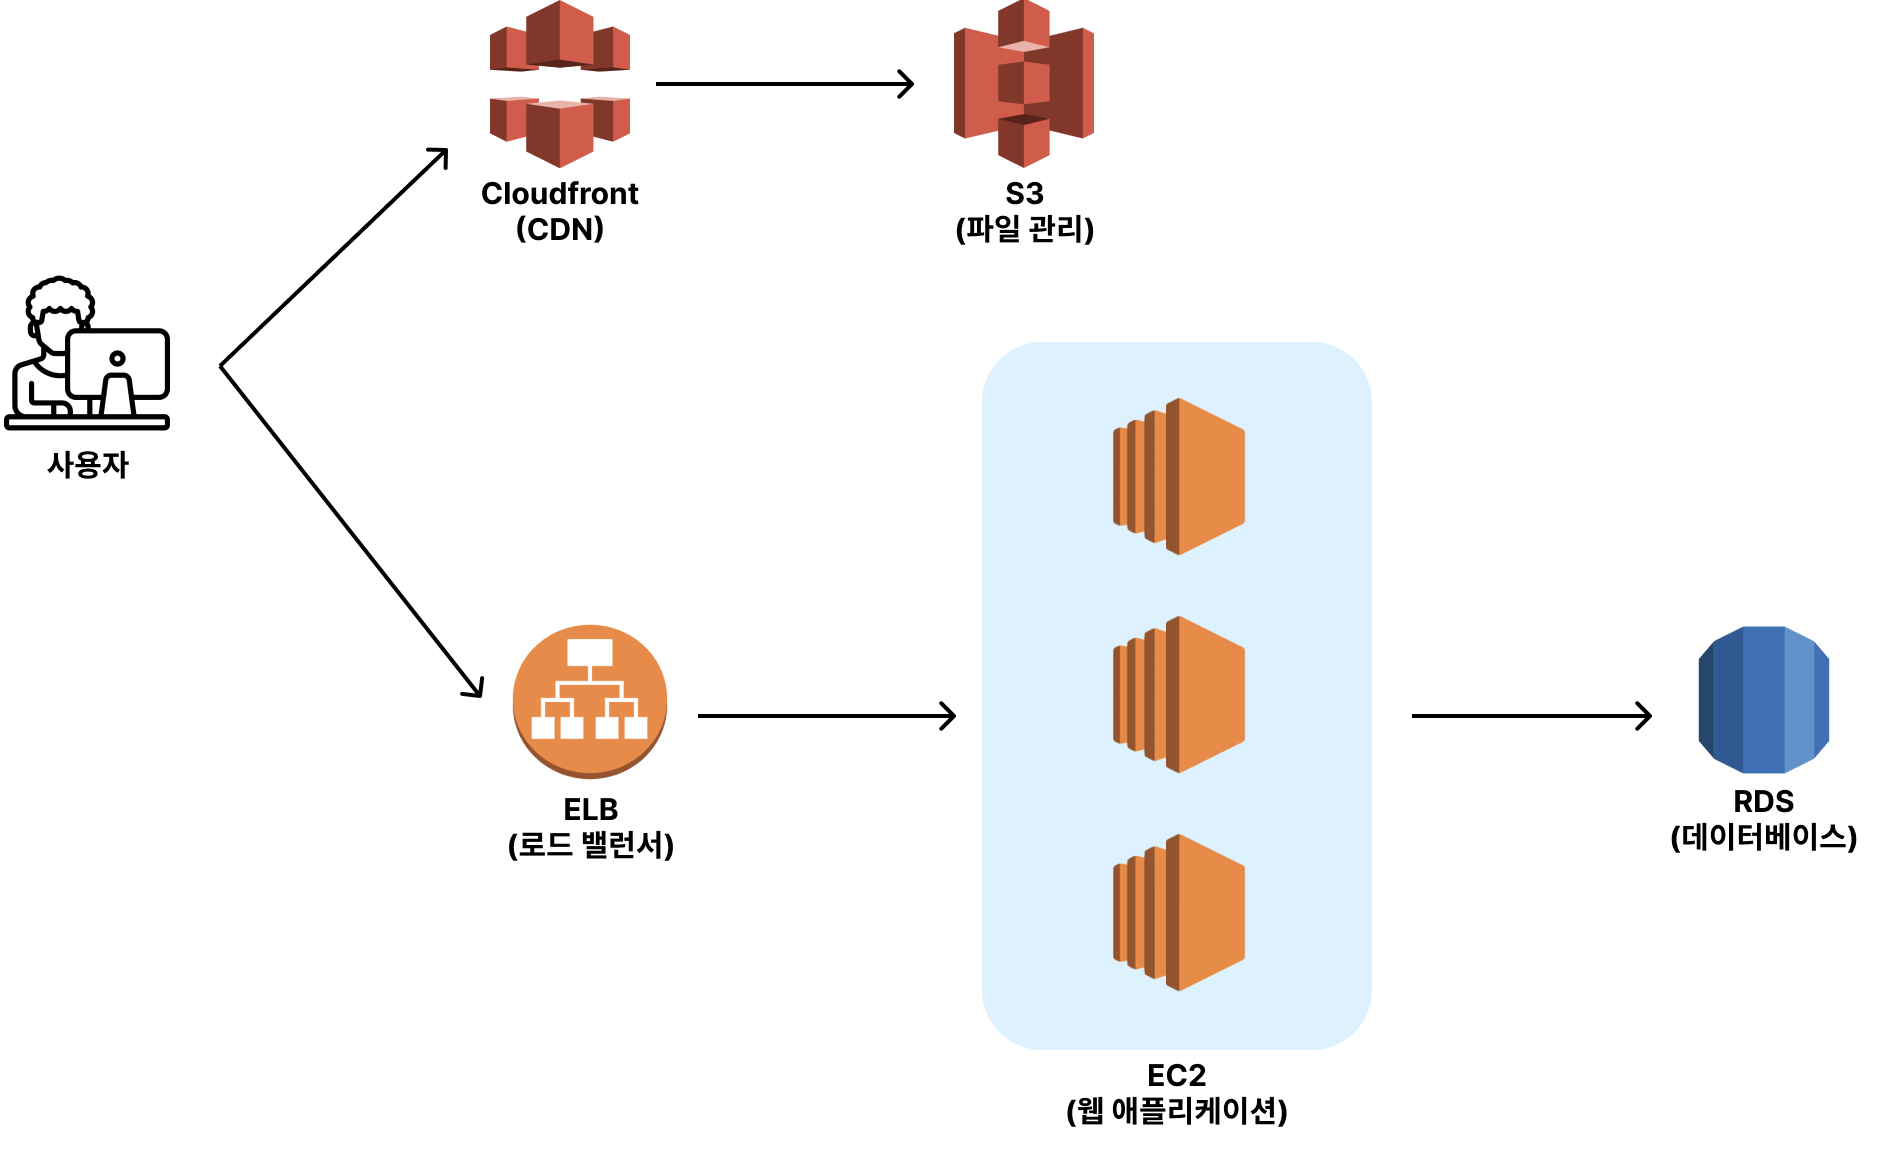 Cloudfront
(CDN)
S3
(파일 관리)
사용자
ELB
(로드 밸런서)
EC2
(웹 애플리케이션)
RDS
(데이터베이스)